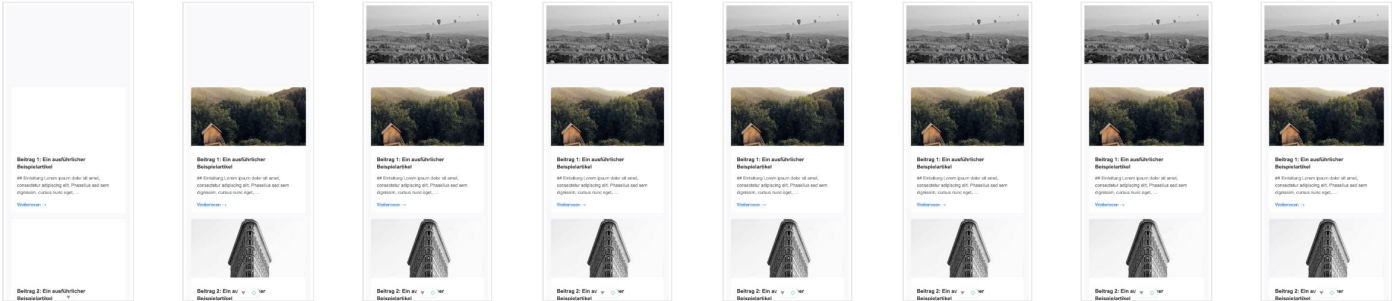 Beitrag 1: Ein ausführlicher
Beispielartikel
## Einleitung Lorem ipsum dolor sit amet,
consectetur adipiscing elit. Phasellus sed sem
dignissim, cursus nunc eget, ...
Weiterlesen →
Beitrag 2: Ein ausführlicher
Beispielartikel
Beitrag 1: Ein ausführlicher
Beispielartikel
## Einleitung Lorem ipsum dolor sit amet,
consectetur adipiscing elit. Phasellus sed sem
dignissim, cursus nunc eget, ...
Weiterlesen →
Beitrag 2: Ein
Beispielartikel
Beitrag 1: Ein ausführlicher
Beispielartikel
## Einleitung Lorem ipsum dolor sit amet,
consectetur adipiscing elit. Phasellus sed sem
dignissim, cursus nunc eget, ...
Weiterlesen →
Beitrag 2: Ein
Beispielartikel
Beitrag 1: Ein ausführlicher
Beispielartikel
## Einleitung Lorem ipsum dolor sit amet,
consectetur adipiscing elit. Phasellus sed sem
dignissim, cursus nunc eget, ...
Weiterlesen →
Beitrag 2: Ein
Beispielartikel
Beitrag 1: Ein ausführlicher
Beispielartikel
## Einleitung Lorem ipsum dolor sit amet,
consectetur adipiscing elit. Phasellus sed sem
dignissim, cursus nunc eget, ...
Weiterlesen →
Beitrag 2: Ein
Beispielartikel
Beitrag 1: Ein ausführlicher
Beispielartikel
## Einleitung Lorem ipsum dolor sit amet,
consectetur adipiscing elit. Phasellus sed sem
dignissim, cursus nunc eget, ...
Weiterlesen →
Beitrag 2: Ein
Beispielartikel
Beitrag 1: Ein ausführlicher
Beispielartikel
## Einleitung Lorem ipsum dolor sit amet,
consectetur adipiscing elit. Phasellus sed sem
dignissim, cursus nunc eget, ...
Weiterlesen →
Beitrag 2: Ein
Beispielartikel
Beitrag 1: Ein ausführlicher
Beispielartikel
## Einleitung Lorem ipsum dolor sit amet,
consectetur adipiscing elit. Phasellus sed sem
dignissim, cursus nunc eget, ...
Weiterlesen →
Beitrag 2: Ein
Beispielartikel